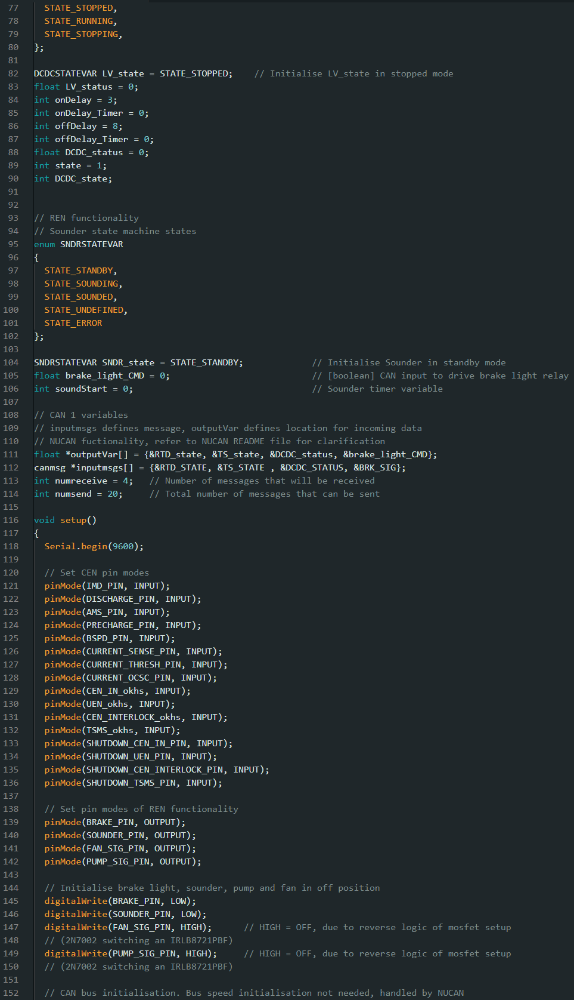 77 STATE_STOPPED,
78 STATE_RUNNING,
79 STATE_STOPPING,
80 };
81
82 DCDCSTATEVAR LV_state = STATE_STOPPED; // Initialise LV_state in stopped mode
83 float LV_status = 0;
84 int onDelay = 3;
85 int onDelay_Timer = 0;
86 int offDelay = 8;
87 int offDelay_Timer = 0;
88 float DCDC_status = 0;
89 int state = 1;
90 int DCDC_state;
91
92
93 // REN functionality
94 // Sounder state machine states
95 enum SNDRSTATEVAR
96 {
97 STATE_STANDBY,
98 STATE_SOUNDING,
99 STATE_SOUNDED,
100 STATE_UNDEFINED,
101 STATE_ERROR
102 };
103
104 SNDRSTATEVAR SNDR_state = STATE_STANDBY; // Initialise Sounder in standby mode
105 float brake_light_CMD = 0; // [boolean] CAN input to drive brake light relay
106 int soundStart = 0; // Sounder timer variable
107
108 // CAN 1 variables
109 // inputmsgs defines message, outputVar defines location for incoming data
110 // NUCAN fuctionality, refer to NUCAN README file for clarification
111 float *outputVar[] = {&RTD_state, &TS_state, &DCDC_status, &brake_light_CMD};
112 canmsg *inputmsgs[] = {&RTD_STATE, &TS_STATE , &DCDC_STATUS, &BRK_SIG};
113 int numreceive = 4; // Number of messages that will be received
114 int numsend = 20; // Total number of messages that can be sent
115
116 void setup()
117 {
118 Serial.begin(9600);
119
120 // Set CEN pin modes
121 pinMode(IMD_PIN, INPUT);
122 pinMode(DISCHARGE_PIN, INPUT);
123 pinMode(AMS_PIN, INPUT);
124 pinMode(PRECHARGE_PIN, INPUT);
125 pinMode(BSPD_PIN, INPUT);
126 pinMode(CURRENT_SENSE_PIN, INPUT);
127 pinMode(CURRENT_THRESH_PIN, INPUT);
128 pinMode(CURRENT_OCSC_PIN, INPUT);
129 pinMode(CEN_IN_okhs, INPUT);
130 pinMode(UEN_okhs, INPUT);
131 pinMode(CEN_INTERLOCK_okhs, INPUT);
132 pinMode(TSMS_okhs, INPUT);
133 pinMode(SHUTDOWN_CEN_IN_PIN, INPUT);
134 pinMode(SHUTDOWN_UEN_PIN, INPUT);
135 pinMode(SHUTDOWN_CEN_INTERLOCK_PIN, INPUT);
136 pinMode(SHUTDOWN_TSMS_PIN, INPUT);
137
138 // Set pin modes of REN functionality
139 pinMode(BRAKE_PIN, OUTPUT);
140 pinMode(SOUNDER_PIN, OUTPUT);
141 pinMode(FAN_SIG_PIN, OUTPUT);
142 pinMode(PUMP_SIG_PIN, OUTPUT);
143
144 // Initialise brake light, sounder, pump and fan in off position
145 digitalWrite(BRAKE_PIN, LOW);
146 digitalWrite(SOUNDER_PIN, LOW);
147 digitalWrite(FAN_SIG_PIN, HIGH); // HIGH = OFF, due to reverse logic of mosfet setup
148 // (2N7002 switching an IRLB8721PBF)
149 digitalWrite(PUMP_SIG_PIN, HIGH); // HIGH = OFF, due to reverse logic of mosfet setup
150 // (2N7002 switching an IRLB8721PBF)
151
152 // CAN bus initialisation. Bus speed initialisation not needed, handled by NUCAN